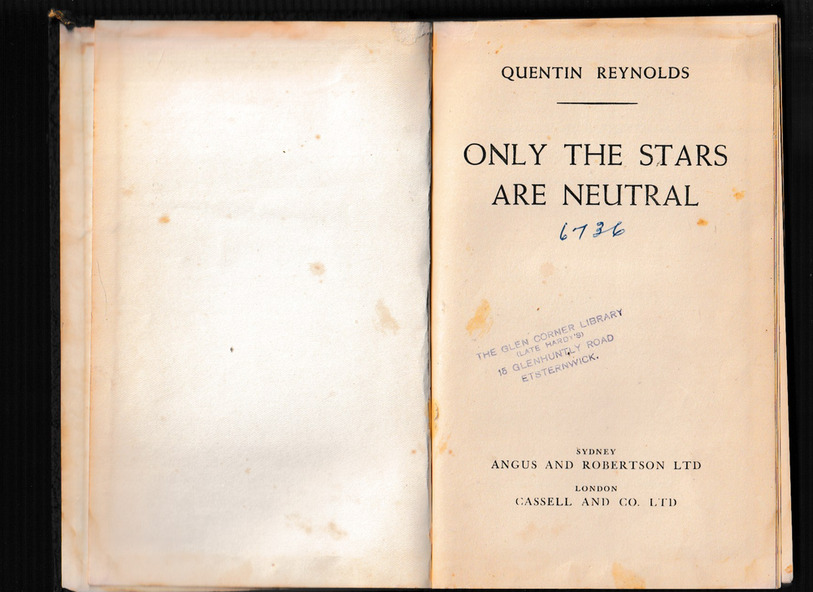 QUENTIN REYNOLDS
ONLY THE STARS
ARE NEUTRAL
6736
THE GLEN CORNER LIBRARY
(LATE HARDY'S)
15 GLENHUNTLY ROAD
ETSTERNWICK.
SYDNEY
ANGUS AND ROBERTSON LTD
LONDON
CASSELL AND CO. LTD